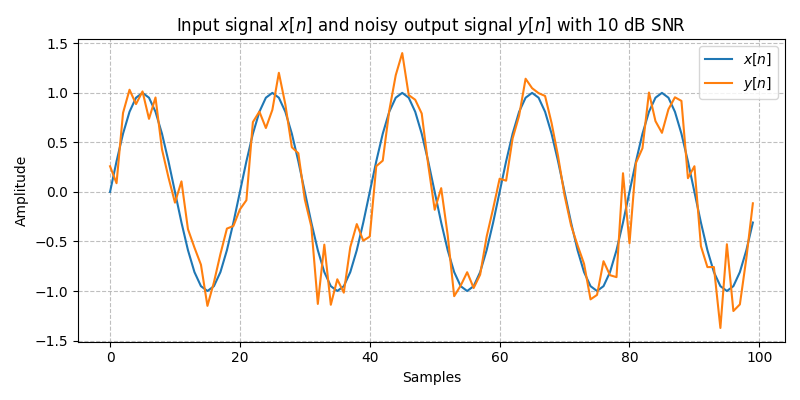 Input signal x[n] and noisy output signal y[n] with 10 dB SNR
x[n]
y[n]
Amplitude
1.5
1.0
0.5
0.0
−0.5
−1.0
−1.5
0 20 40 60 80 100
Samples